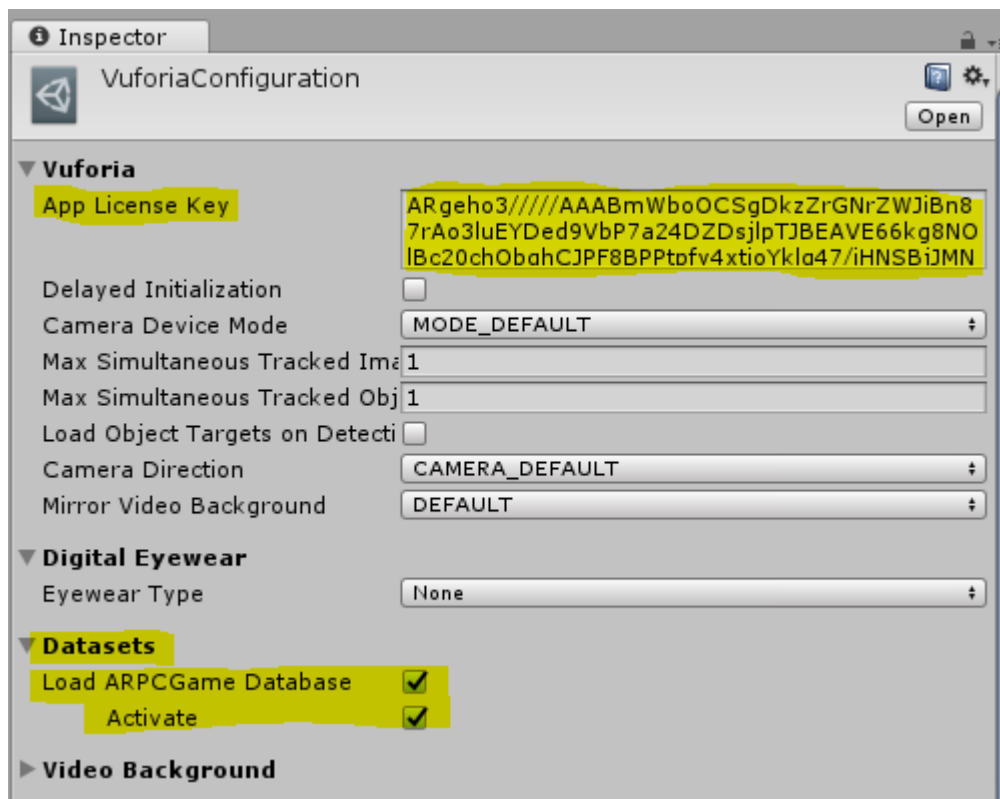 Inspector
VuforiaConfiguration
Open
Vuforia
App License Key
ARgeho3/////AAABmWboOCSgDkzZrGNrZWJiBn8
7rAo3luEYDed9VbP7a24DZDsjlpTJBEAVE66kg8NO
lBc20chObqhCJPF8BPPtpfv4xtioYklq47/iHNSBiJMN
Delayed Initialization
Camera Device Mode MODE_DEFAULT
Max Simultaneous Tracked Ima 1
Max Simultaneous Tracked Obj 1
Load Object Targets on Detecti
Camera Direction CAMERA_DEFAULT
Mirror Video Background DEFAULT
Digital Eyewear
Eyewear Type None
Datasets
Load ARPCGame Database
Activate
Video Background